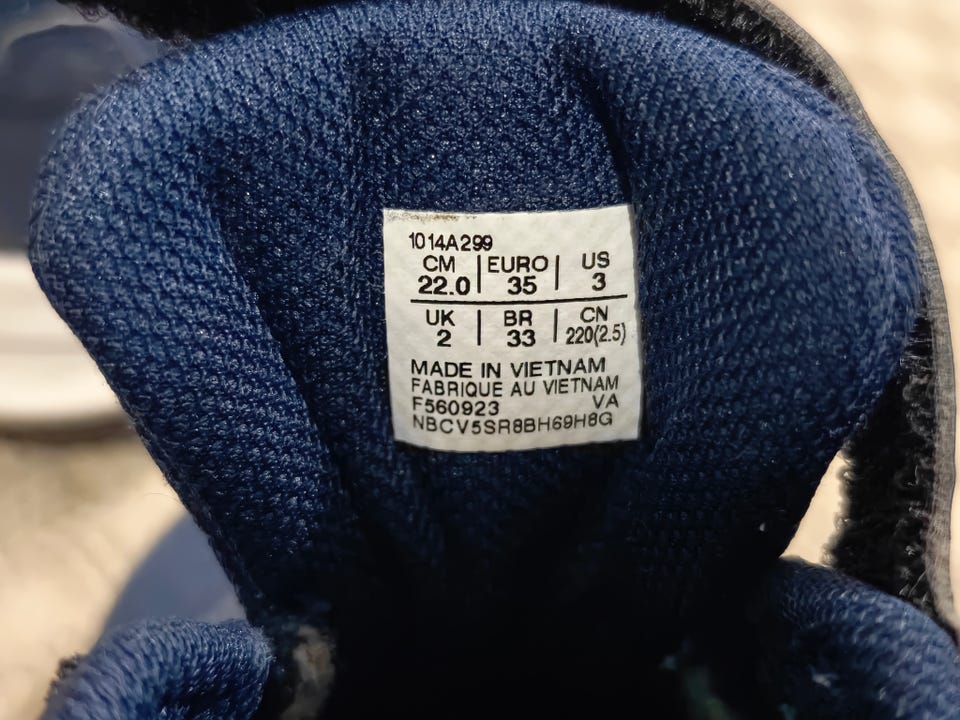 1014A299
CM | EURO | US
22.0 | 35 | 3
UK | BR | CN
2 | 33 | 220(2.5)
MADE IN VIETNAM
FABRIQUE AU VIETNAM
F560923 VA
NBCV5SR8BH69H8G